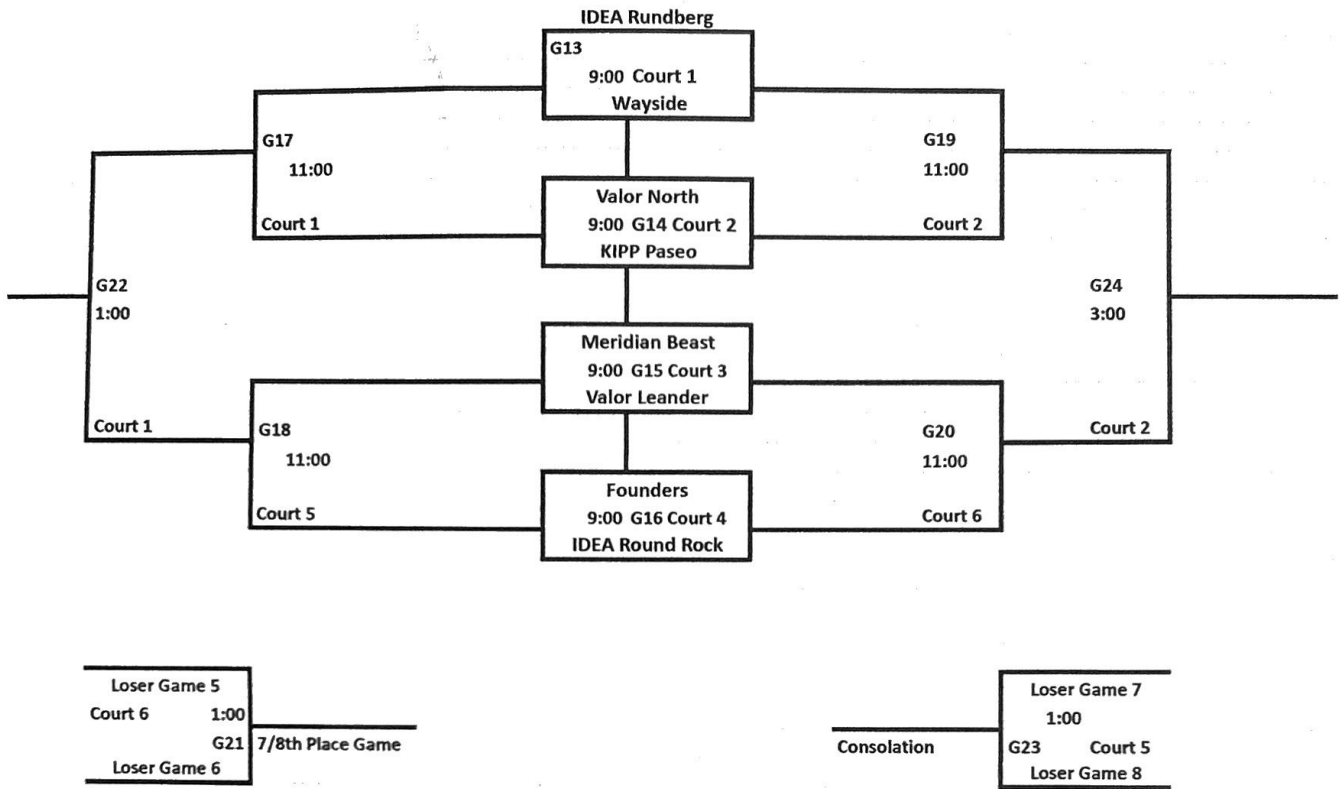 IDEA Rundberg
G13
9:00 Court 1
Wayside
G17
11:00
Court 1
G19
11:00
Court 2
Valor North
9:00 G14 Court 2
KIPP Paseo
G22
1:00
Court 1
G24
3:00
Court 2
Meridian Beast
9:00 G15 Court 3
Valor Leander
G18
11:00
Court 5
G20
11:00
Court 6
Founders
9:00 G16 Court 4
IDEA Round Rock
Loser Game 5
Court 6 1:00
G21 7/8th Place Game
Loser Game 6
Loser Game 7
1:00
Consolation G23 Court 5
Loser Game 8